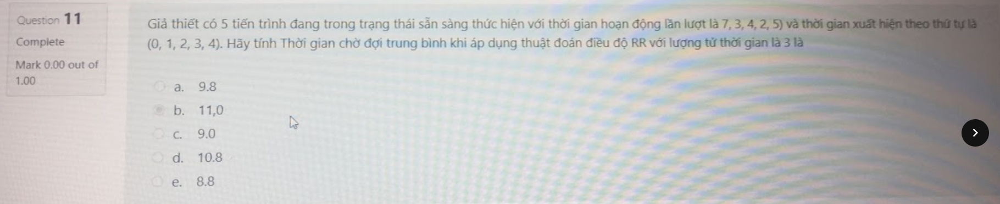 Question 11
Complete
Mark 0.00 out of
1.00
Giả thiết có 5 tiến trình đang trong trạng thái sẵn sàng thức hiện với thời gian hoạn động lần lượt là 7, 3, 4, 2, 5) và thời gian xuất hiện theo thứ tự là
(0, 1, 2, 3, 4). Hãy tính Thời gian chờ đợi trung bình khi áp dụng thuật đoán điều độ RR với lượng tử thời gian là 3 là
a. 9.8
b. 11,0
c. 9.0
d. 10.8
e. 8.8